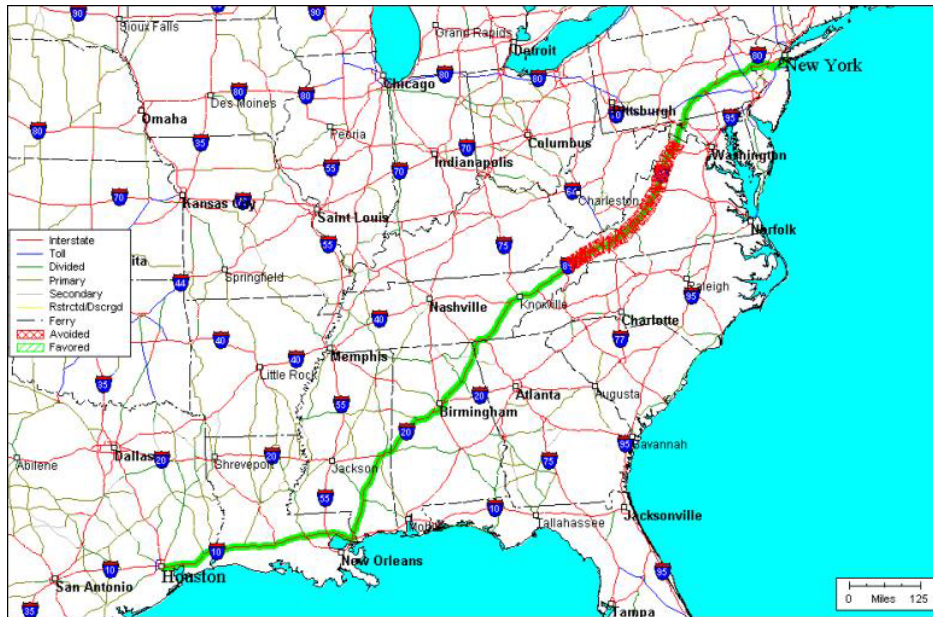 90
90
Sioux Falls
Grand Rapids
Detroit
80
New York
80
Chicago
80
80
Des Moines
Omaha
Pittsburgh
95
35
Peoria
Columbus
80
55
70
Indianapolis
Washington
70
64
70
Kansas City
Charleston
Saint Louis
Norfolk
55
75
Interstate
Toll
Divided
Primary
Secondary
Rstrctd/Dscrgd
Ferry
Avoided
Favored
ita
44
Springfield
Knoxville
Raleigh
95
Nashville
40
Charlotte
77
40
Memphis
40
Little Rock
35
55
20
Atlanta
Augusta
Birmingham
20
Dallas
20
Abilene
Shreveport
20
Jackson
75
95
Savannah
55
10
Jacksonville
Tallahassee
Mobile
10
New Orleans
10
Houston
San Antonio
95
35
Tampa
0 Miles 125